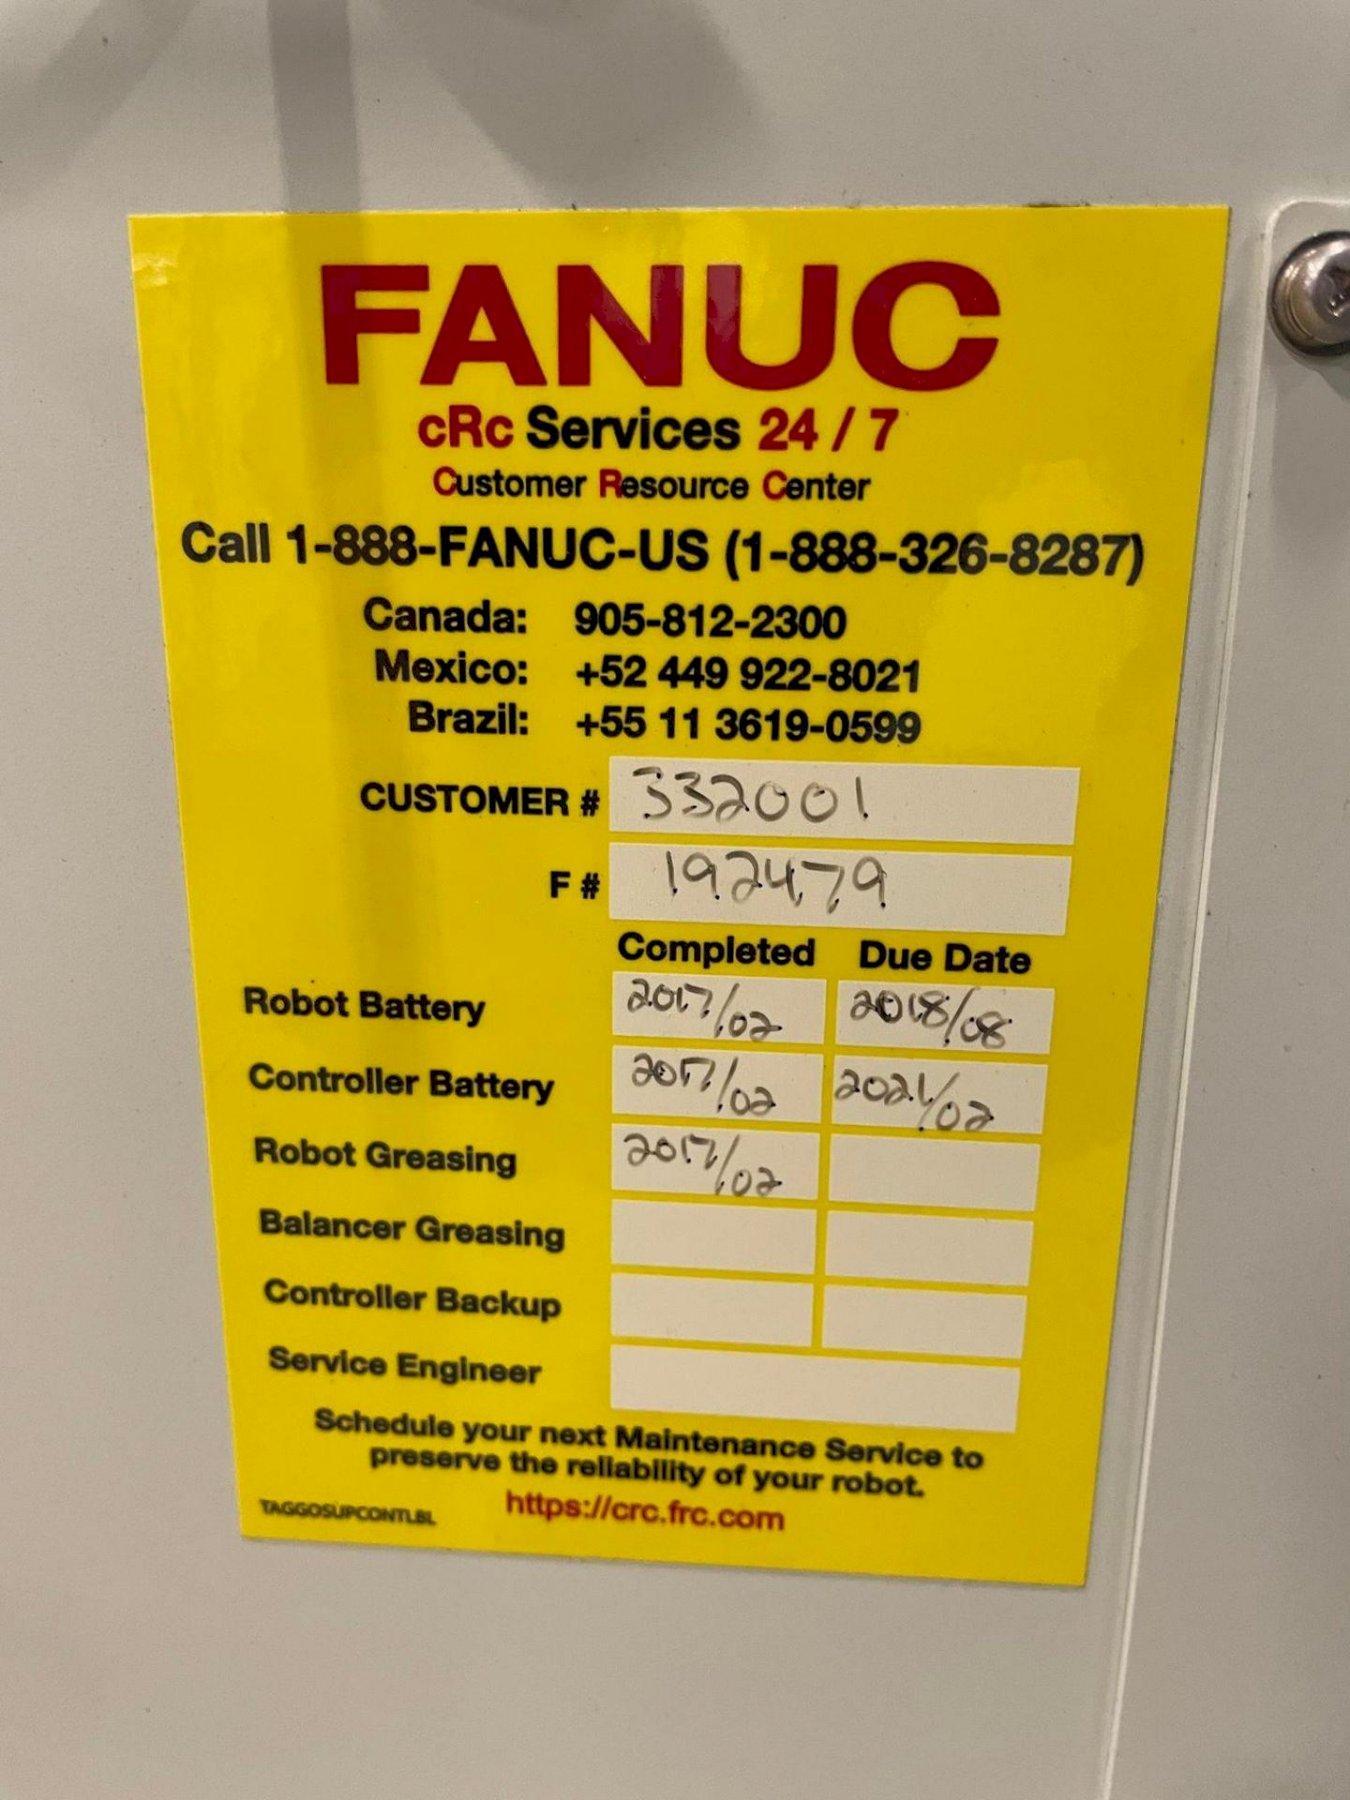 FANUC
cRc Services 24 / 7
Customer Resource Center
Call 1-888-FANUC-US (1-888-326-8287)
Canada: 905-812-2300
Mexico: +52 449 922-8021
Brazil: +55 11 3619-0599
CUSTOMER # 332001
F # 192479
Completed Due Date
Robot Battery 2017/02 2018/08
Controller Battery 2017/02 2021/02
Robot Greasing 2017/02
Balancer Greasing
Controller Backup
Service Engineer
Schedule your next Maintenance Service to
preserve the reliability of your robot.
TAGGOSUPCONTLBL https://crc.frc.com